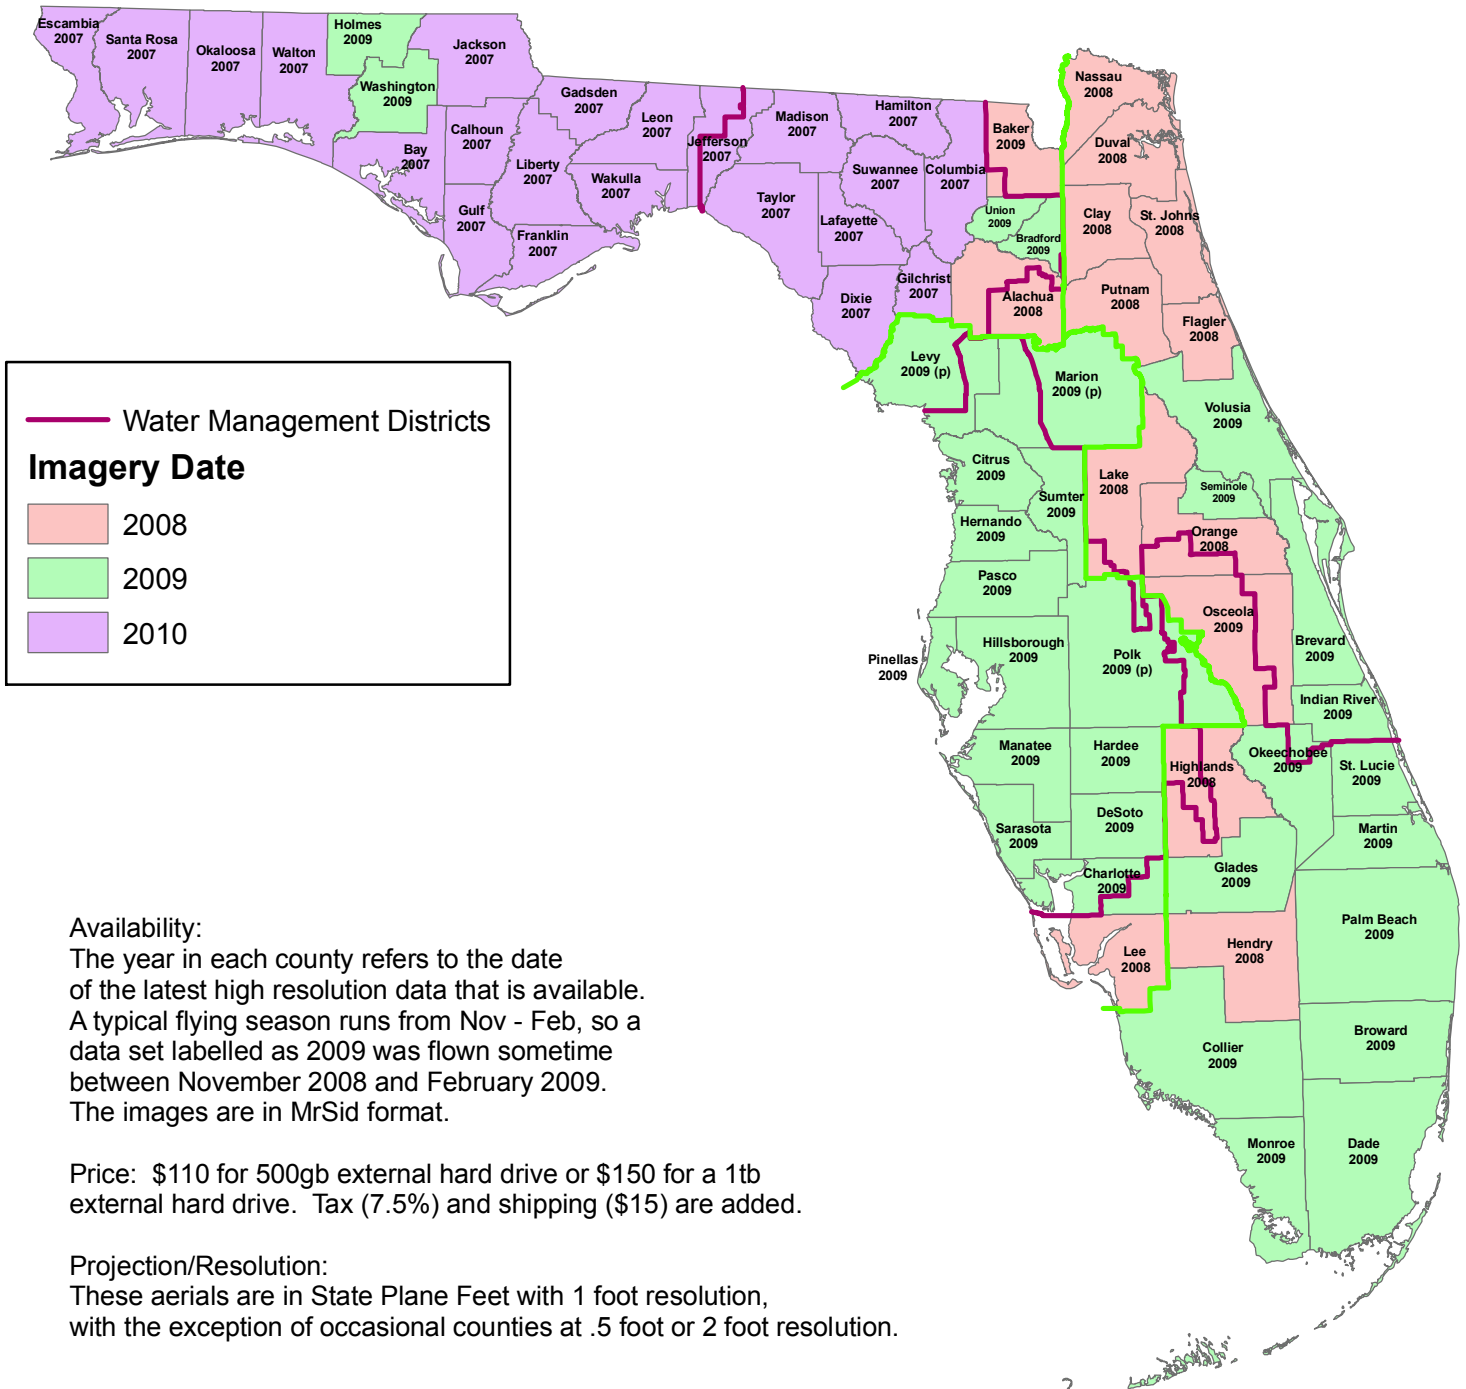 Escambia
2007
Santa Rosa
2007
Okaloosa
2007
Walton
2007
Holmes
2009
Washington
2009
Jackson
2007
Bay
2007
Calhoun
2007
Gulf
2007
Gadsden
2007
Liberty
2007
Franklin
2007
Leon
2007
Wakulla
2007
Jefferson
2007
Madison
2007
Taylor
2007
Hamilton
2007
Suwannee
2007
Lafayette
2007
Dixie
2007
Columbia
2007
Gilchrist
2007
Baker
2009
Union
2009
Bradford
2009
Alachua
2008
Nassau
2008
Duval
2008
Clay
2008
St. Johns
2008
Putnam
2008
Flagler
2008
Levy
2009 (p)
Marion
2009 (p)
Volusia
2009
Citrus
2009
Sumter
2009
Lake
2008
Seminole
2009
Hernando
2009
Orange
2008
Pasco
2009
Osceola
2009
Brevard
2009
Pinellas
2009
Hillsborough
2009
Polk
2009 (p)
Indian River
2009
Manatee
2009
Hardee
2009
Highlands
2008
Okeechobee
2009
St. Lucie
2009
Sarasota
2009
DeSoto
2009
Martin
2009
Charlotte
2009
Glades
2009
Palm Beach
2009
Lee
2008
Hendry
2008
Collier
2009
Broward
2009
Monroe
2009
Dade
2009
Water Management Districts
Imagery Date
2008
2009
2010
Availability:
The year in each county refers to the date
of the latest high resolution data that is available.
A typical flying season runs from Nov - Feb, so a
data set labelled as 2009 was flown sometime
between November 2008 and February 2009.
The images are in MrSid format.
Price:  $110 for 500gb external hard drive or $150 for a 1tb
external hard drive.  Tax (7.5%) and shipping ($15) are added.
Projection/Resolution:
These aerials are in State Plane Feet with 1 foot resolution,
with the exception of occasional counties at .5 foot or 2 foot resolution.